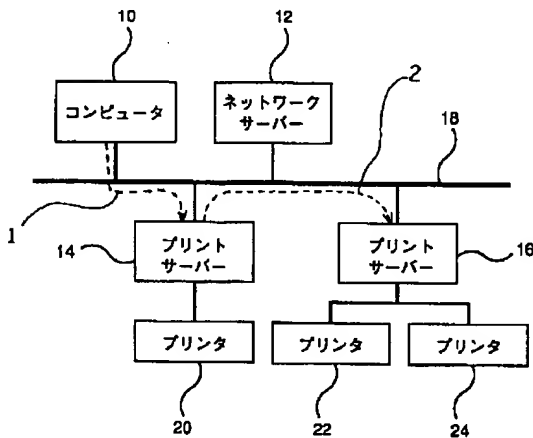 10
12
コンピュータ
ネットワーク
サーバー
2
18
1
14
プリント
サーバー
プリント
サーバー
16
プリンタ
プリンタ
プリンタ
20
22
24